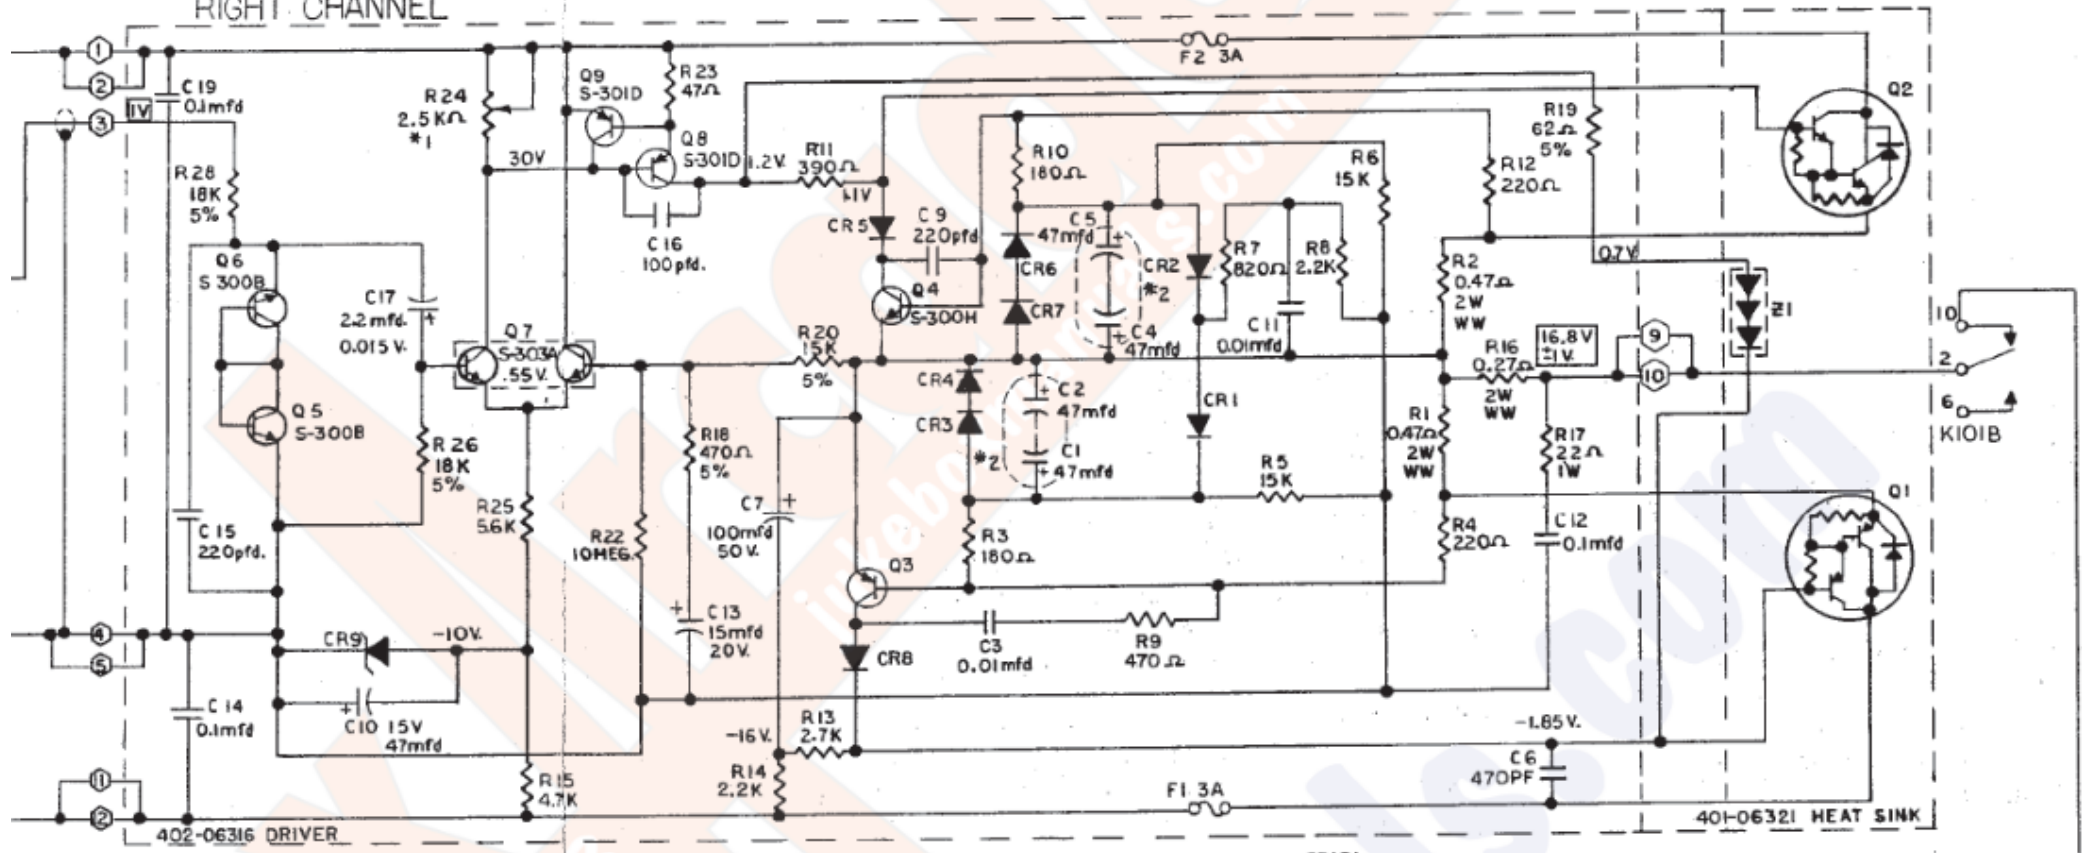 RIGHT CHANNEL
1
2
3
1V
C19
0.1mfd
R28
18K
5%
Q6
S300B
C17
2.2mfd.
0.015 V.
Q5
S-300B
R26
18K
5%
C15
220pfd.
4
5
C14
0.1mfd
11
12
402-06316 DRIVER
CR9
-10V.
C10 15V
47mfd
R15
4.7K
R25
5.6K
R24
2.5KΩ
*1
30V
Q9
S-301D
R23
47Ω
Q8
S-301D
1.2V.
C16
100pfd.
Q7
S-303A
.55V.
R11
390Ω
1.1V
CR5
C9
220pfd
Q4
S-300H
R20
15K
5%
R22
10MEG.
R18
470Ω
5%
C13
15mfd
20V.
C7
100mfd
50V.
-16V.
R13
2.7K
R14
2.2K
Q3
CR8
C3
0.01mfd
R9
470Ω
R3
180Ω
CR4
CR3
*2
C2
47mfd
C1
47mfd
R10
180Ω
CR6
CR7
C5
47mfd
C4
47mfd
CR2
*2
CR1
R7
820Ω
R8
2.2K
C11
0.01mfd
R6
15K
R5
15K
F2 3A
R19
62Ω
5%
R12
220Ω
0.7V
R2
0.47Ω
2W
WW
R16
0.27Ω
2W
WW
16.8V
±1V.
9
10
R1
0.47Ω
2W
WW
R17
22Ω
1W
C12
0.1mfd
R4
220Ω
-1.85V.
C6
470PF
F1 3A
Q2
Z1
Q1
10
2
6
K101B
401-06321 HEAT SINK
jukebox
s.com